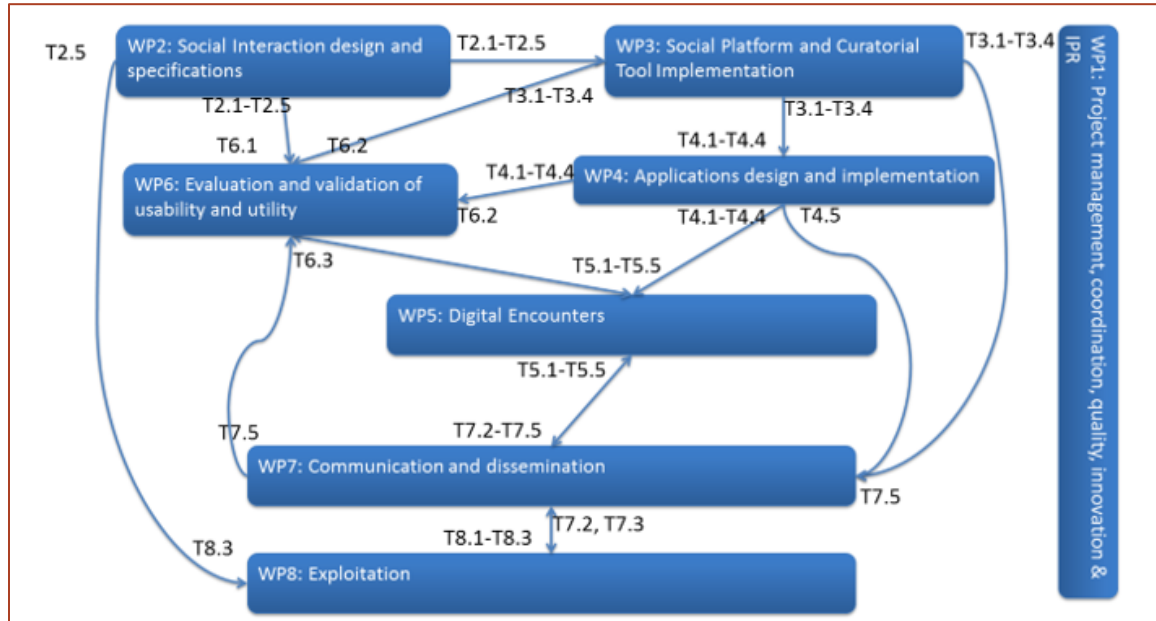 T2.5
WP2: Social Interaction design and
specifications
T2.1-T2.5
WP3: Social Platform and Curatorial
Tool Implementation
T3.1-T3.4
WP1: Project management, coordination, quality, innovation &
IPR
T2.1-T2.5
T3.1-T3.4
T3.1-T3.4
T6.1
T6.2
T4.1-T4.4
WP6: Evaluation and validation of
usability and utility
T4.1-T4.4
WP4: Applications design and implementation
T6.2
T4.1-T4.4
T4.5
T6.3
T5.1-T5.5
WP5: Digital Encounters
T5.1-T5.5
T7.5
T7.2-T7.5
WP7: Communication and dissemination
T7.5
T7.2, T7.3
T8.1-T8.3
T8.3
WP8: Exploitation